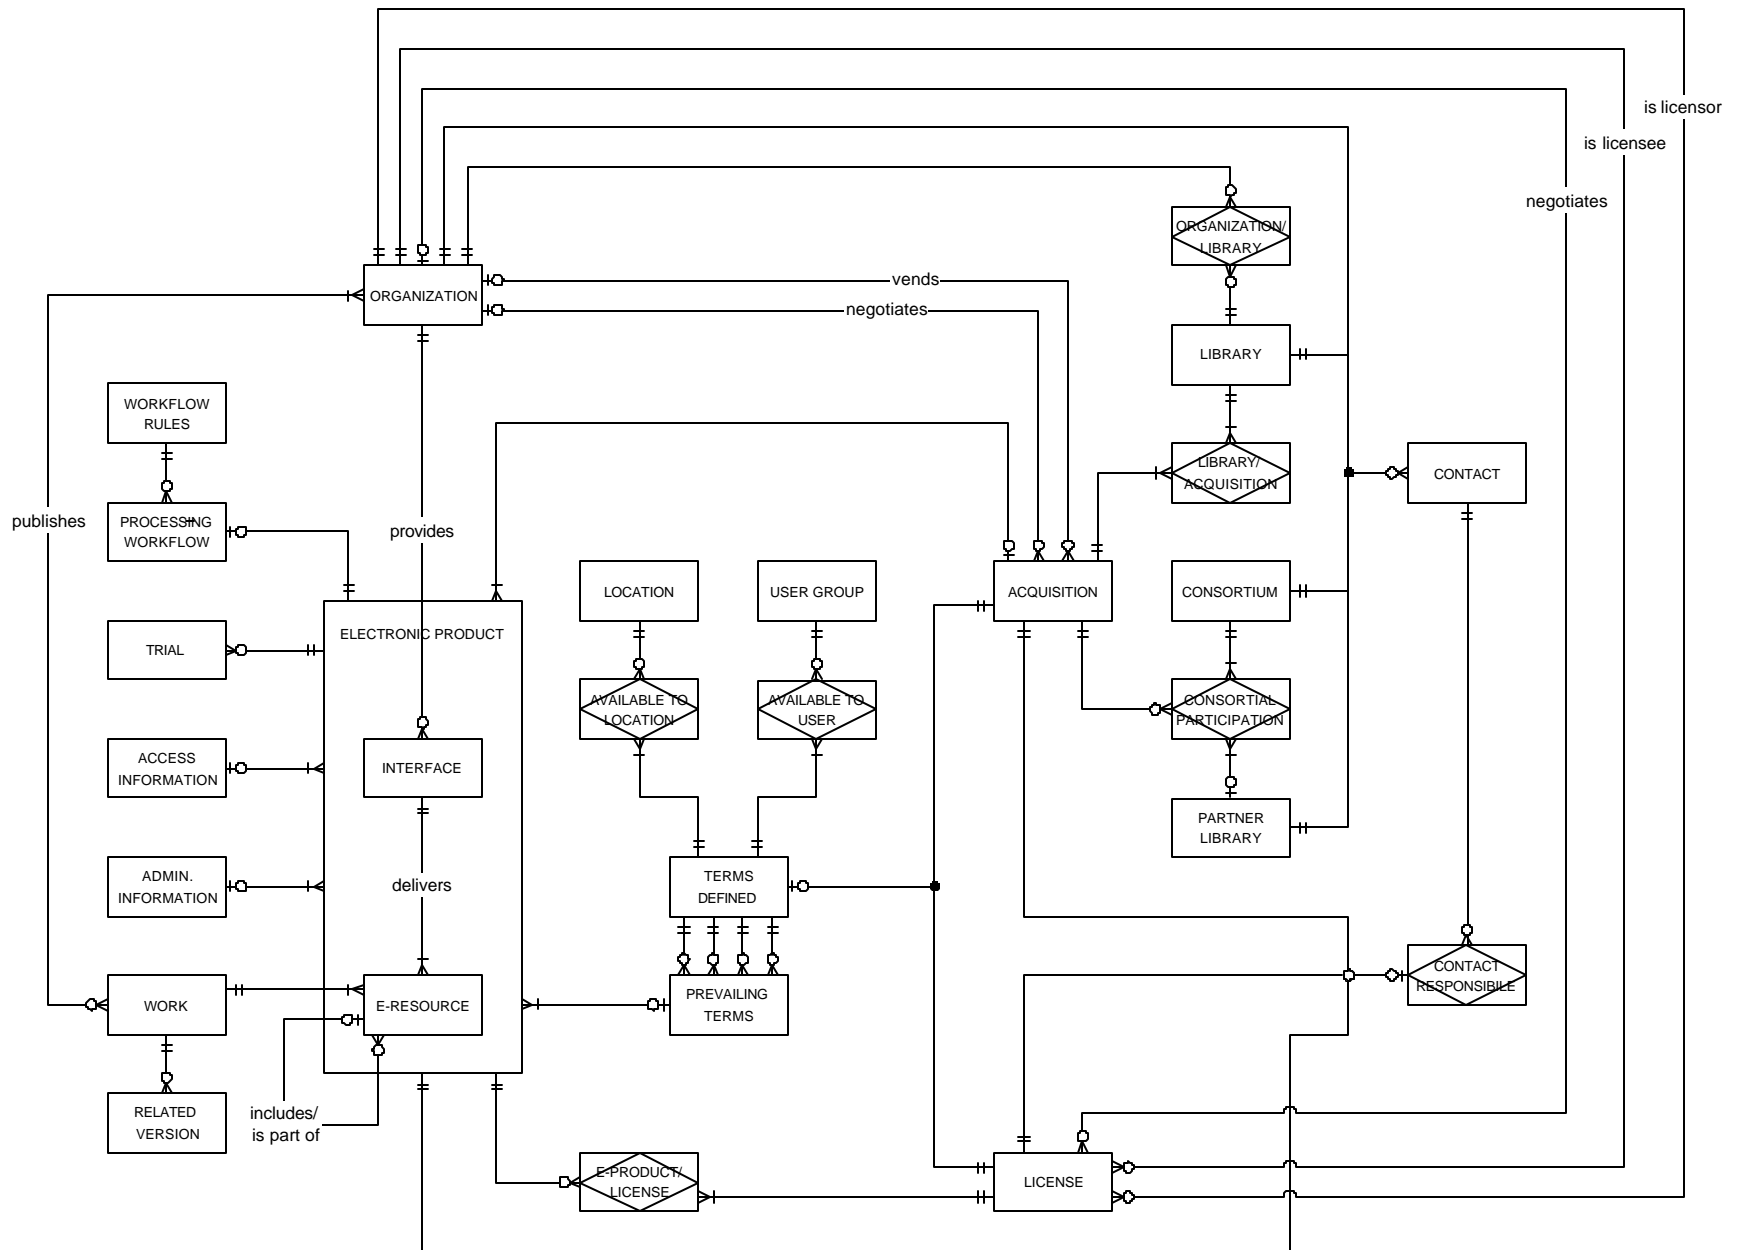 is licensor
is licensee
negotiates
ORGANIZATION/
LIBRARY
vends
ORGANIZATION
negotiates
LIBRARY
WORKFLOW
RULES
LIBRARY/
ACQUISITION
CONTACT
publishes
PROCESSING
WORKFLOW
provides
LOCATION
USER GROUP
ACQUISITION
CONSORTIUM
ELECTRONIC PRODUCT
TRIAL
AVAILABLE TO
LOCATION
AVAILABLE TO
USER
CONSORTIAL
PARTICIPATION
ACCESS
INFORMATION
INTERFACE
PARTNER
LIBRARY
ADMIN.
INFORMATION
delivers
TERMS
DEFINED
CONTACT
RESPONSIBILE
WORK
E-RESOURCE
PREVAILING
TERMS
RELATED
VERSION
includes/
is part of
E-PRODUCT/
LICENSE
LICENSE